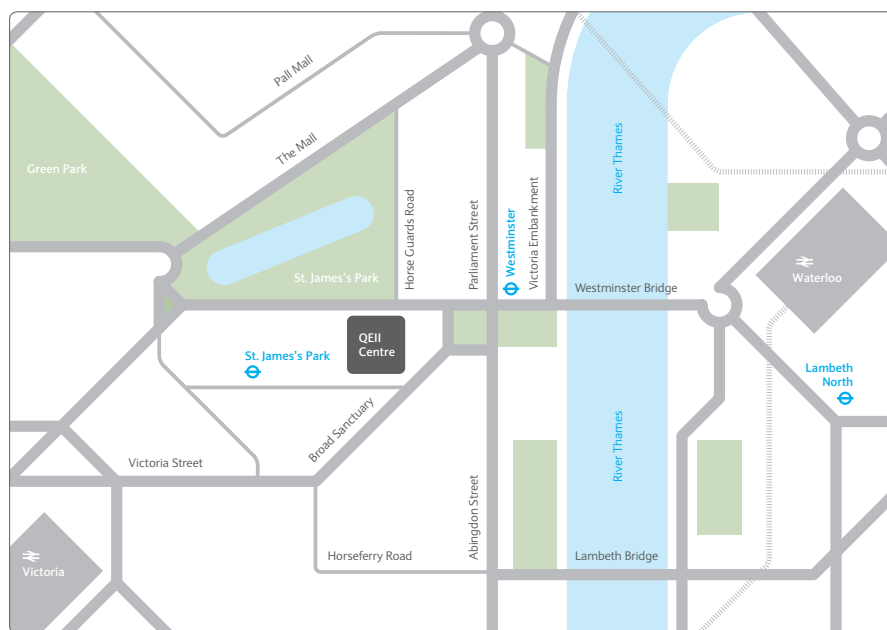 Pall Mall
The Mall
River Thames
Green Park
Horse Guards Road
Parliament Street
Westminster
Victoria Embankment
St. James's Park
Waterloo
Westminster Bridge
QEII
Centre
St. James's Park
Lambeth
North
Broad Sanctuary
River Thames
Victoria Street
Abingdon Street
Horseferry Road
Lambeth Bridge
Victoria